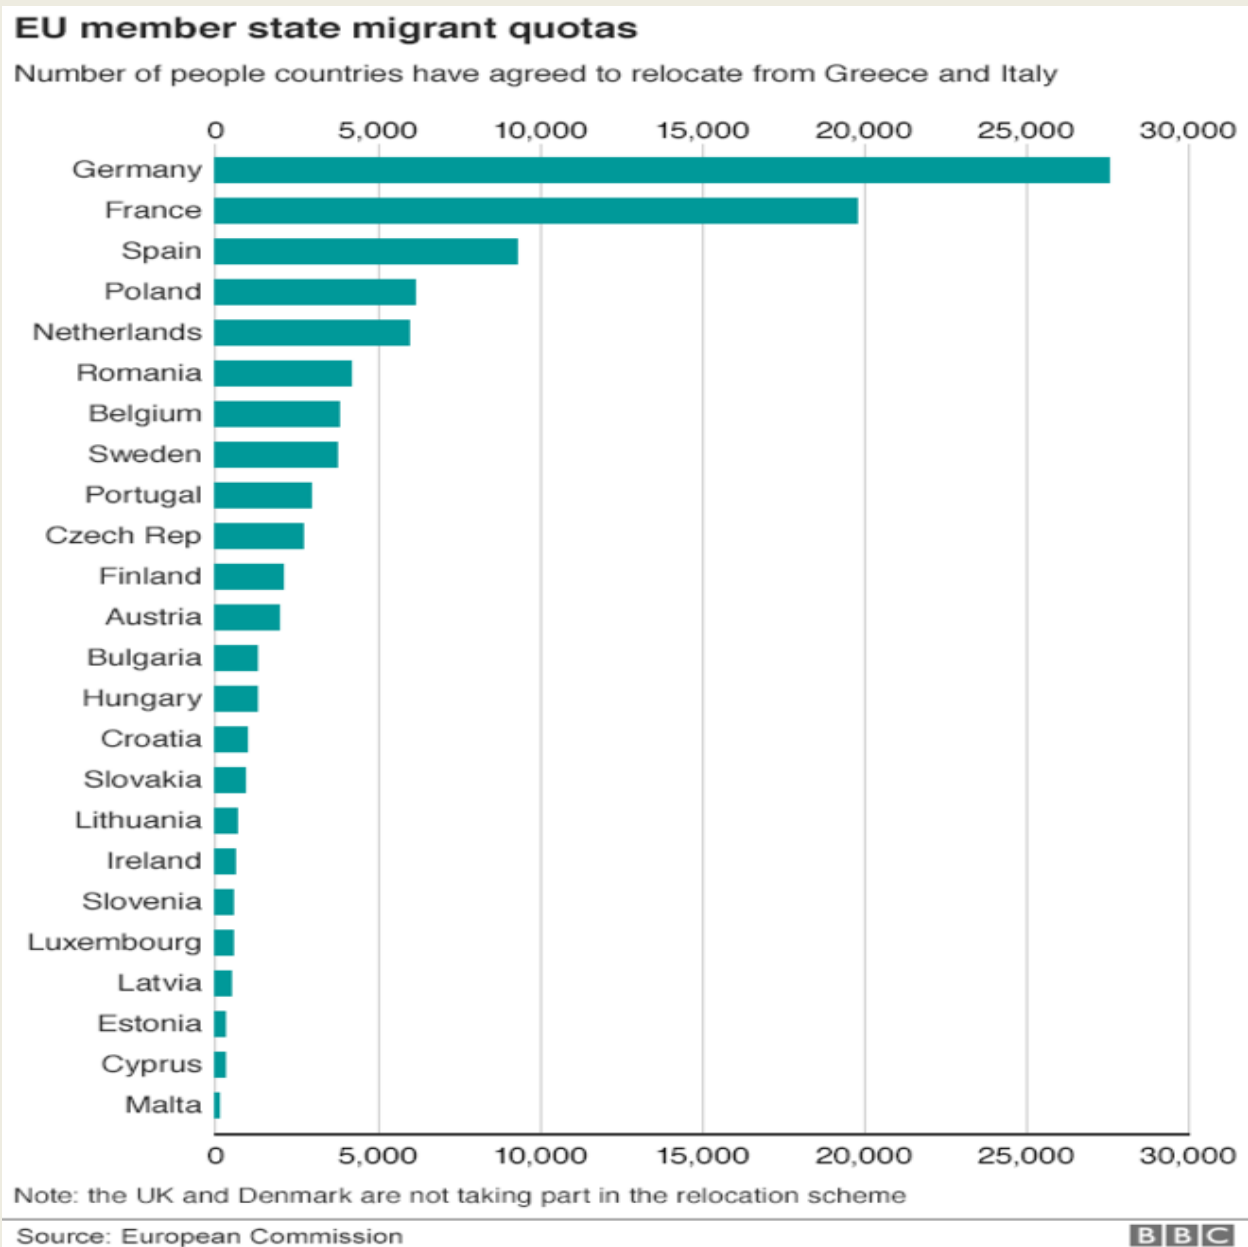 EU member state migrant quotas
Number of people countries have agreed to relocate from Greece and Italy
0 5,000 10,000 15,000 20,000 25,000 30,000
Germany
France
Spain
Poland
Netherlands
Romania
Belgium
Sweden
Portugal
Czech Rep
Finland
Austria
Bulgaria
Hungary
Croatia
Slovakia
Lithuania
Ireland
Slovenia
Luxembourg
Latvia
Estonia
Cyprus
Malta
0 5,000 10,000 15,000 20,000 25,000 30,000
Note: the UK and Denmark are not taking part in the relocation scheme
Source: European Commission BBC